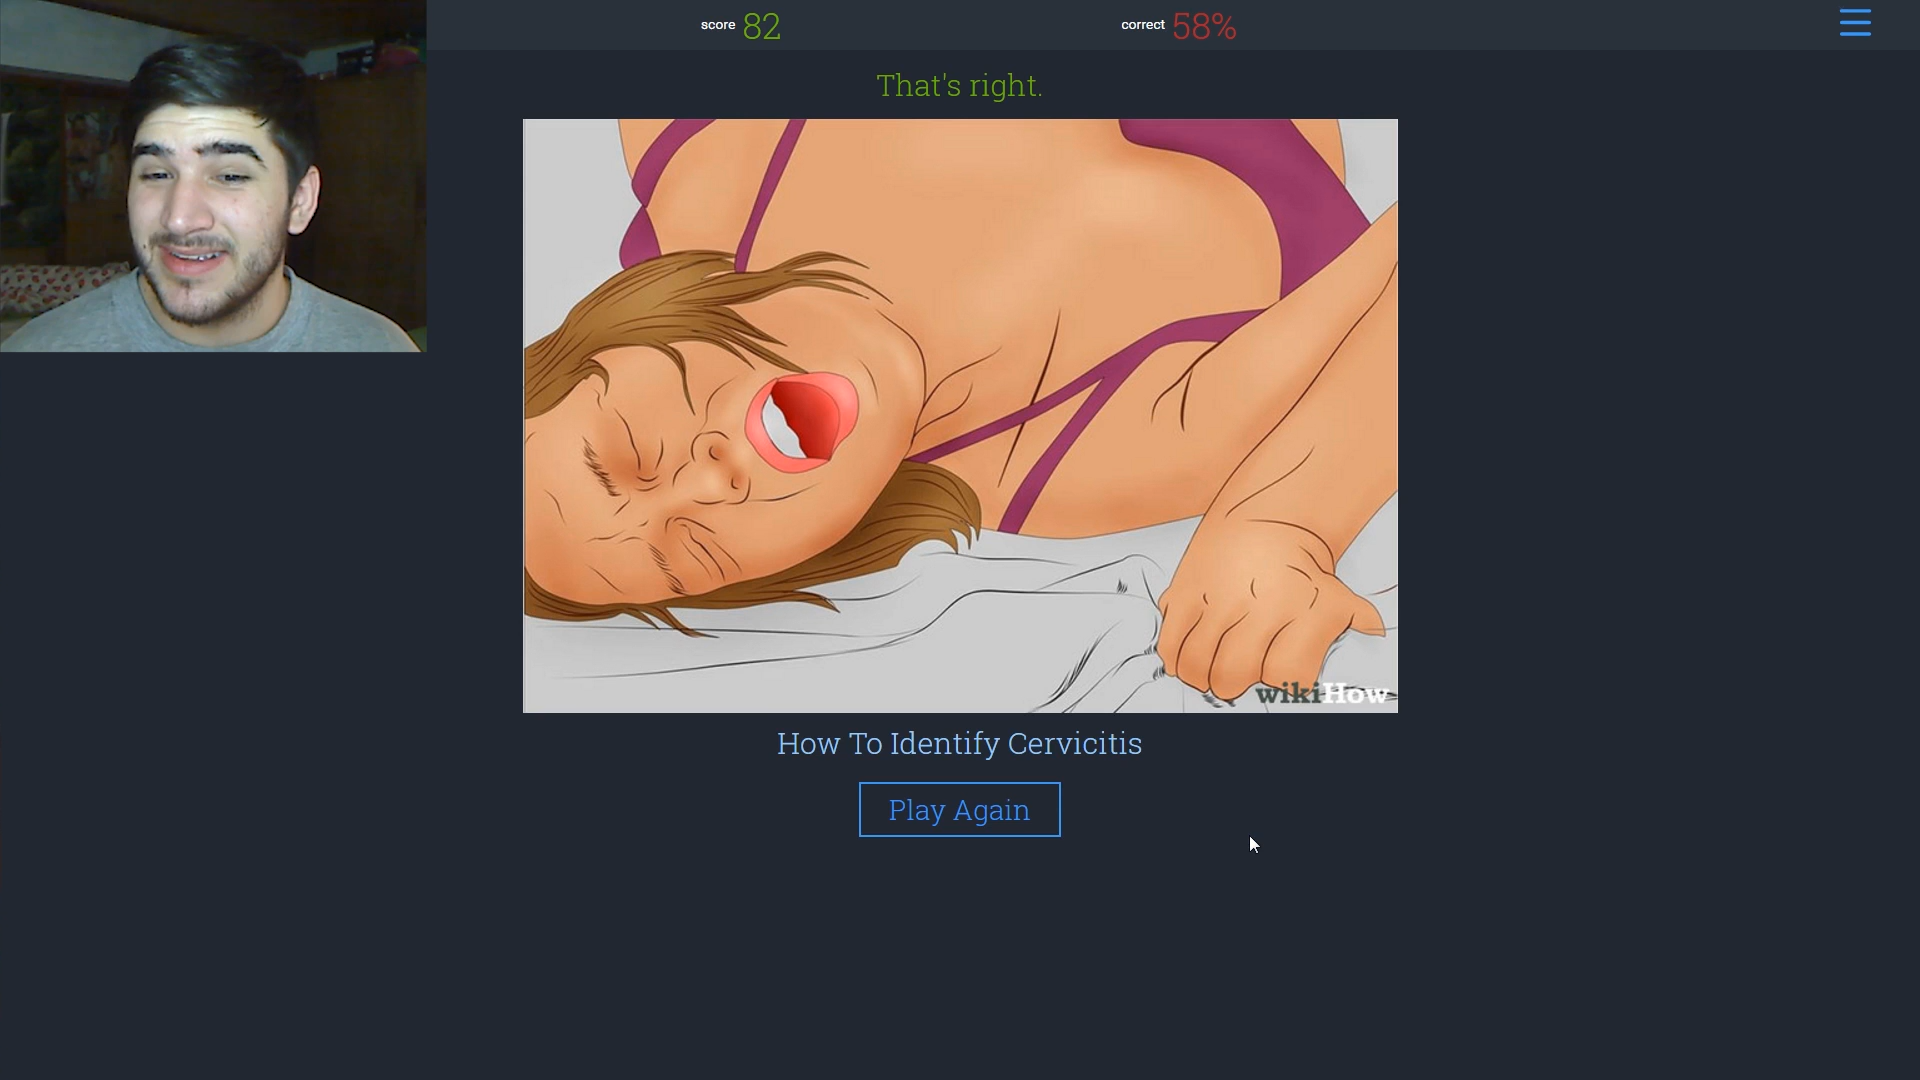 score 82
correct 58%
That's right.
wikiHow
How To Identify Cervicitis
Play Again